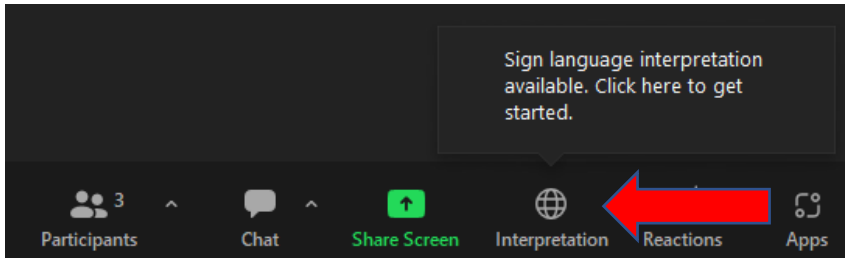 Sign language interpretation
available. Click here to get
started.
3
Participants
Chat
Share Screen
Interpretation
Reactions
Apps